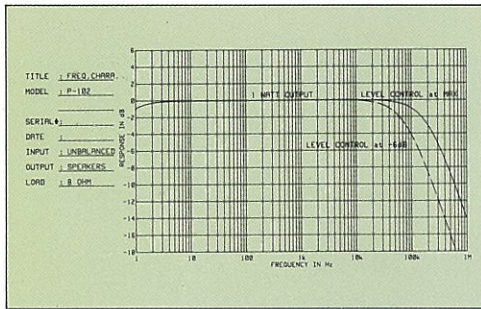 TITLE : FREQ.CHARA.
MODEL : P-102
SERIAL#:
DATE :
INPUT : UNBALANCED
OUTPUT : SPEAKERS
LOAD : 8 OHM
RESPONSE IN dB
6
4
2
0
-2
-4
-6
-8
-10
-12
-14
-16
-18
1 WATT OUTPUT
LEVEL CONTROL at MAX
LEVEL CONTROL at -6dB
1
10
100
1k
10k
100k
1M
FREQUENCY IN Hz